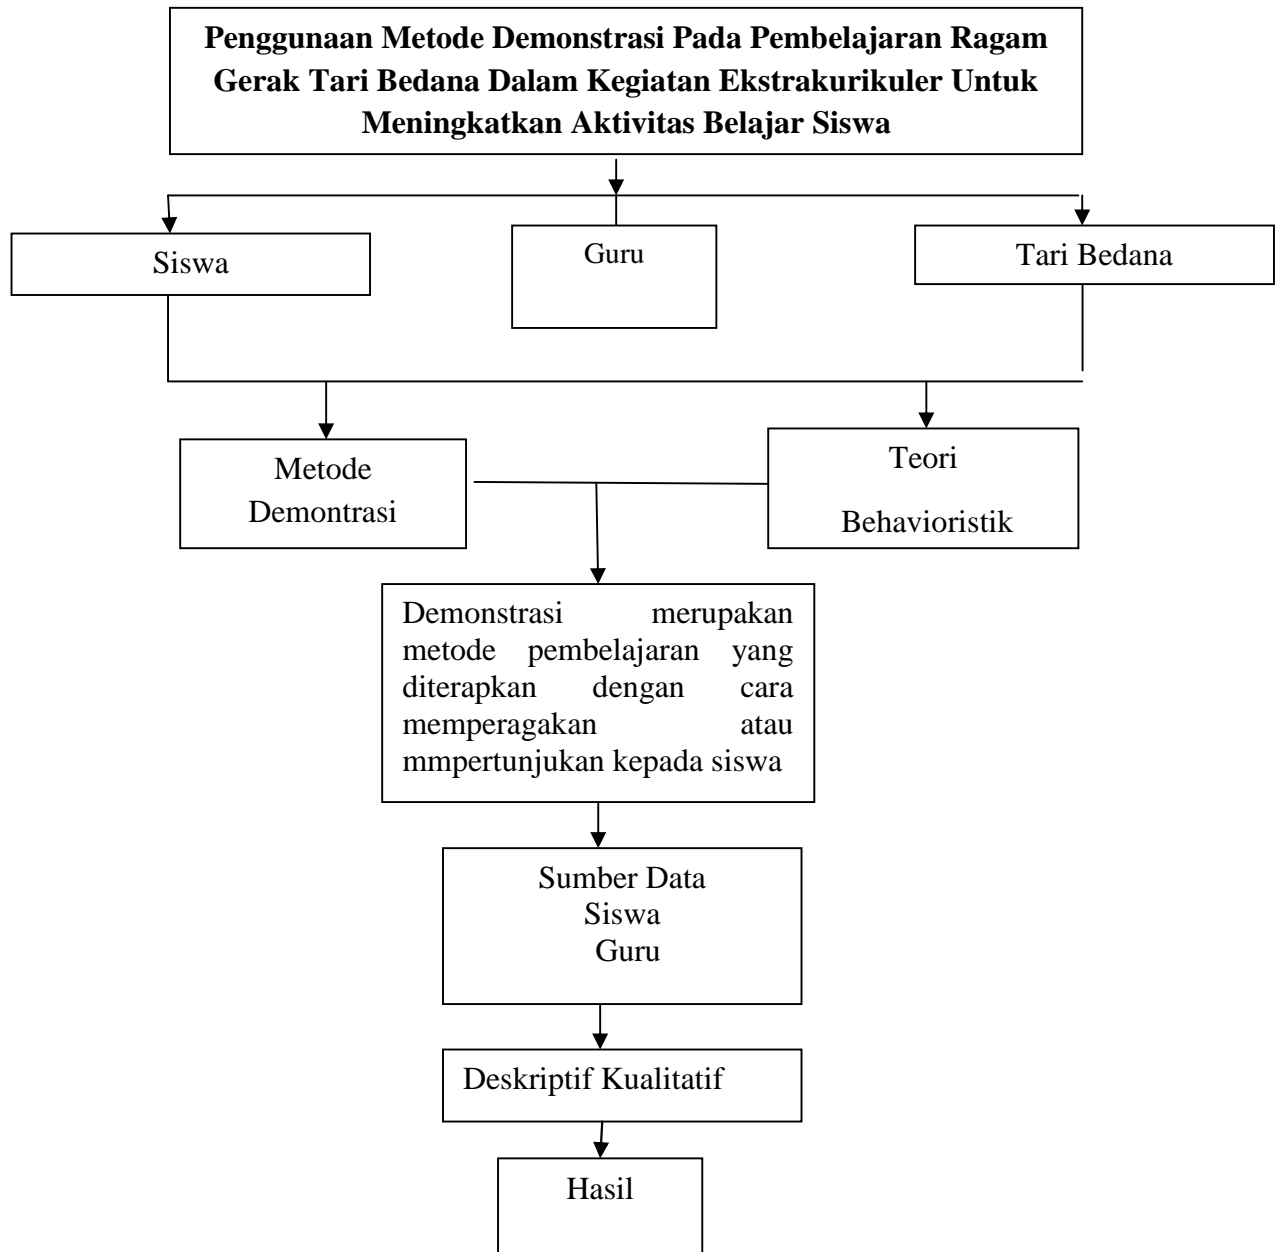 Penggunaan Metode Demonstrasi Pada Pembelajaran Ragam
Gerak Tari Bedana Dalam Kegiatan Ekstrakurikuler Untuk
Meningkatkan Aktivitas Belajar Siswa
Siswa
Guru
Tari Bedana
Metode
Demontrasi
Teori
Behavioristik
Demonstrasi merupakan
metode pembelajaran yang
diterapkan dengan cara
memperagakan atau
mmpertunjukan kepada siswa
Sumber Data
Siswa
Guru
Deskriptif Kualitatif
Hasil